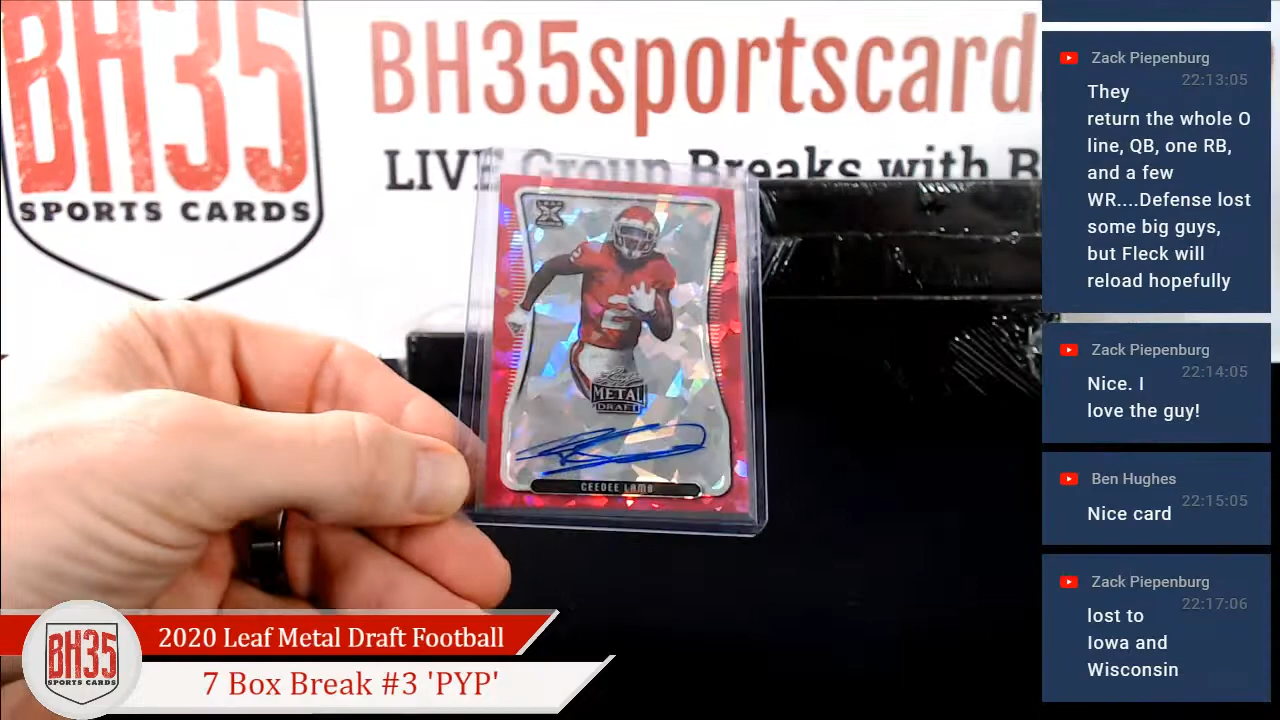 BH35
SPORTS CARDS
BH35sportscard
LIVE Group Breaks with B
X
2
Leaf
METAL
DRAFT
CEEDEE LAMB
Zack Piepenburg
22:13:05
They
return the whole O
line, QB, one RB,
and a few
WR....Defense lost
some big guys,
but Fleck will
reload hopefully
Zack Piepenburg
22:14:05
Nice. I
love the guy!
Ben Hughes
22:15:05
Nice card
Zack Piepenburg
22:17:06
lost to
Iowa and
Wisconsin
BH35
SPORTS CARDS
2020 Leaf Metal Draft Football
7 Box Break #3 'PYP'